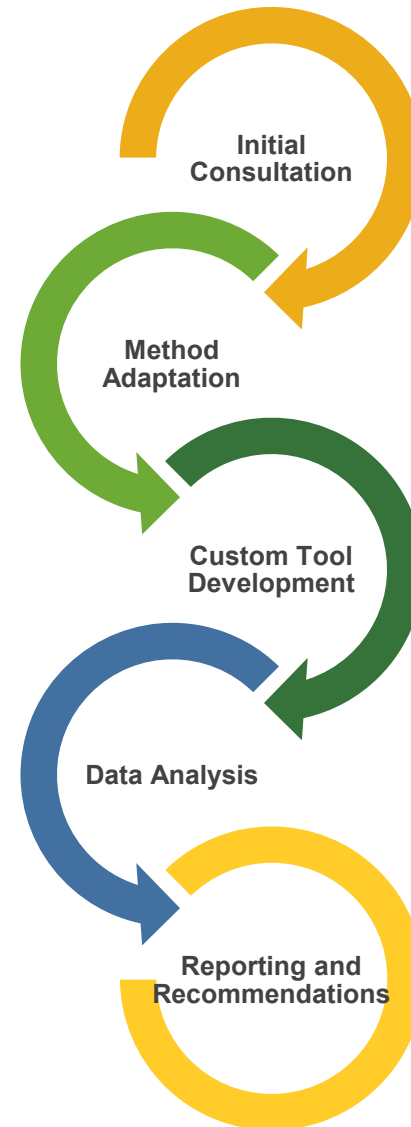 Initial
Consultation
Method
Adaptation
Custom Tool
Development
Data Analysis
Reporting and
Recommendations